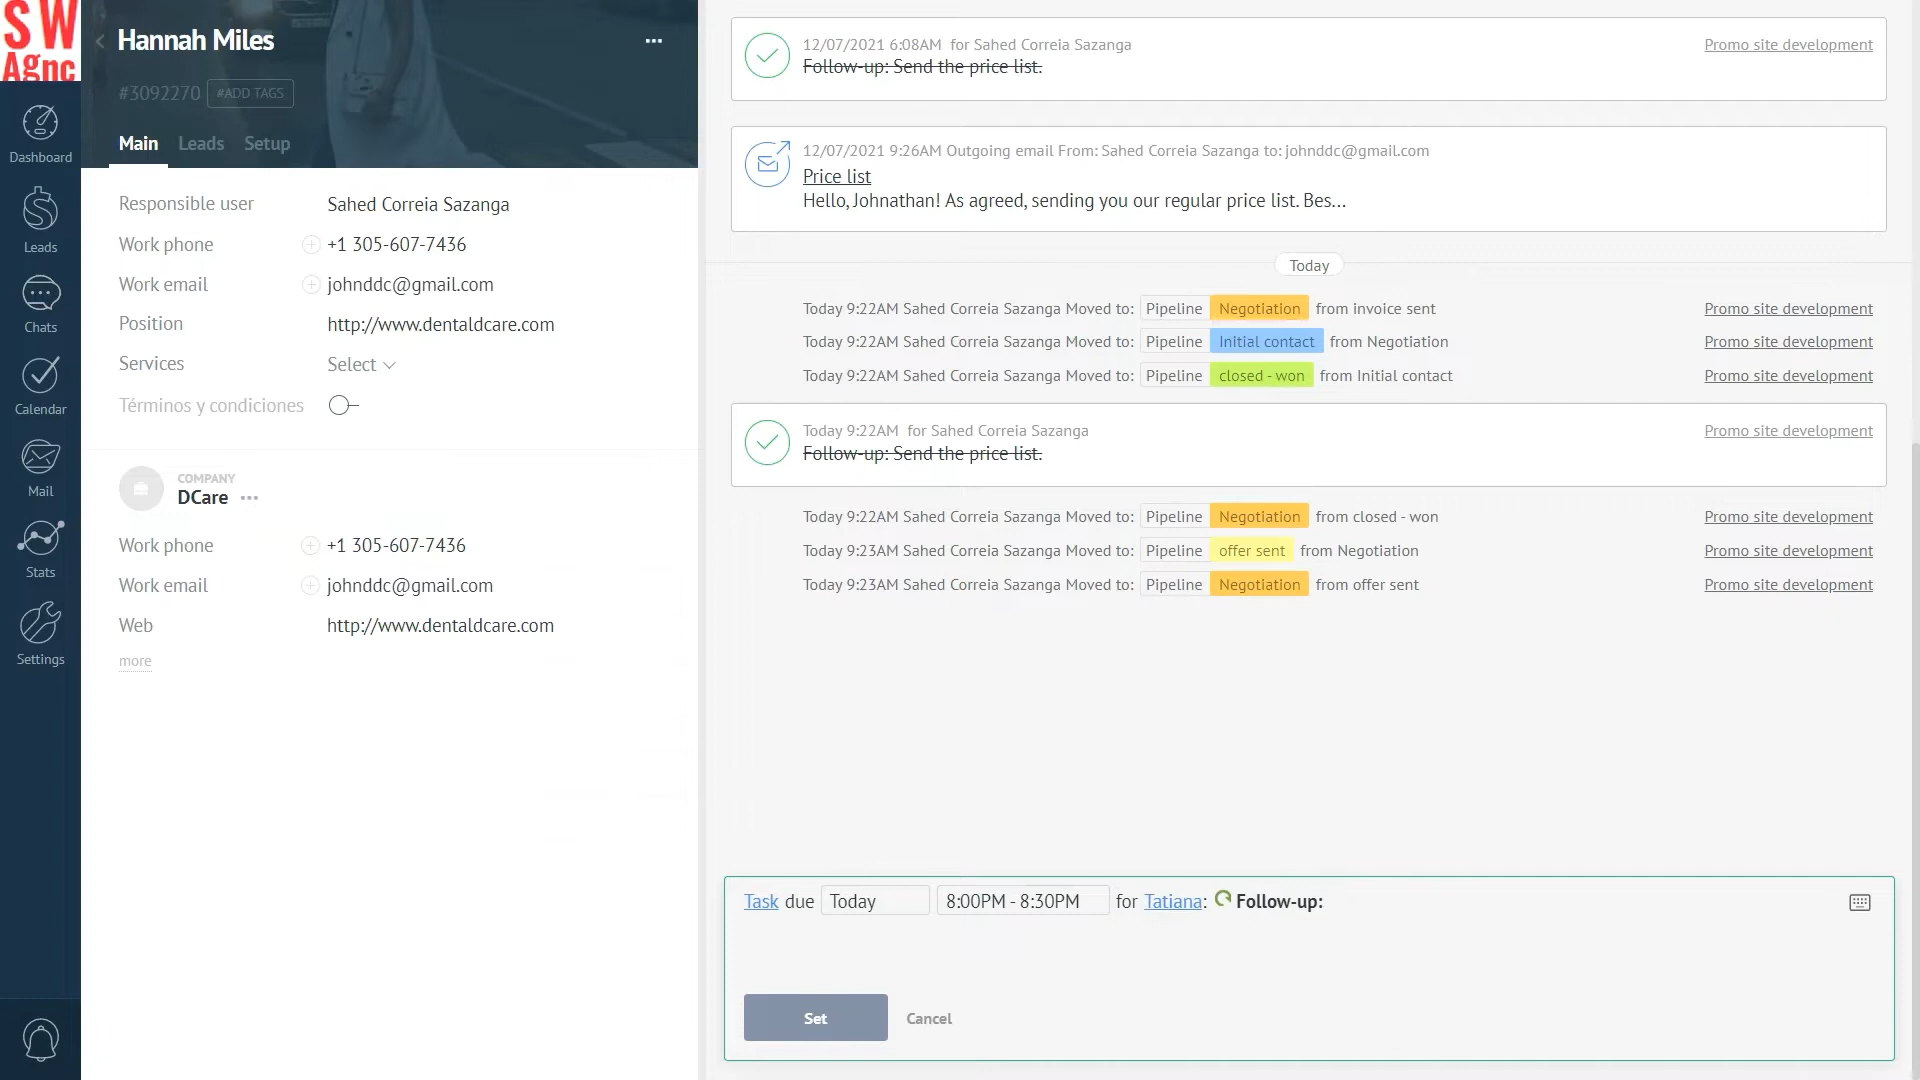 SW
Agnc
Dashboard
Leads
Chats
Calendar
Mail
Stats
Settings
Hannah Miles
#3092270 #ADD TAGS
Main Leads Setup
Responsible user Sahed Correia Sazanga
Work phone +1 305-607-7436
Work email johnddc@gmail.com
Position http://www.dentaldcare.com
Services Select
Términos y condiciones
COMPANY
DCare
Work phone +1 305-607-7436
Work email johnddc@gmail.com
Web http://www.dentaldcare.com
more
12/07/2021 6:08AM for Sahed Correia Sazanga Promo site development
Follow-up: Send the price list.
12/07/2021 9:26AM Outgoing email From: Sahed Correia Sazanga to: johnddc@gmail.com
Price list
Hello, Johnathan! As agreed, sending you our regular price list. Bes...
Today
Today 9:22AM Sahed Correia Sazanga Moved to: Pipeline Negotiation from invoice sent Promo site development
Today 9:22AM Sahed Correia Sazanga Moved to: Pipeline Initial contact from Negotiation Promo site development
Today 9:22AM Sahed Correia Sazanga Moved to: Pipeline closed - won from Initial contact Promo site development
Today 9:22AM for Sahed Correia Sazanga Promo site development
Follow-up: Send the price list.
Today 9:22AM Sahed Correia Sazanga Moved to: Pipeline Negotiation from closed - won Promo site development
Today 9:23AM Sahed Correia Sazanga Moved to: Pipeline offer sent from Negotiation Promo site development
Today 9:23AM Sahed Correia Sazanga Moved to: Pipeline Negotiation from offer sent Promo site development
Task due Today 8:00PM - 8:30PM for Tatiana: Follow-up:
Set Cancel